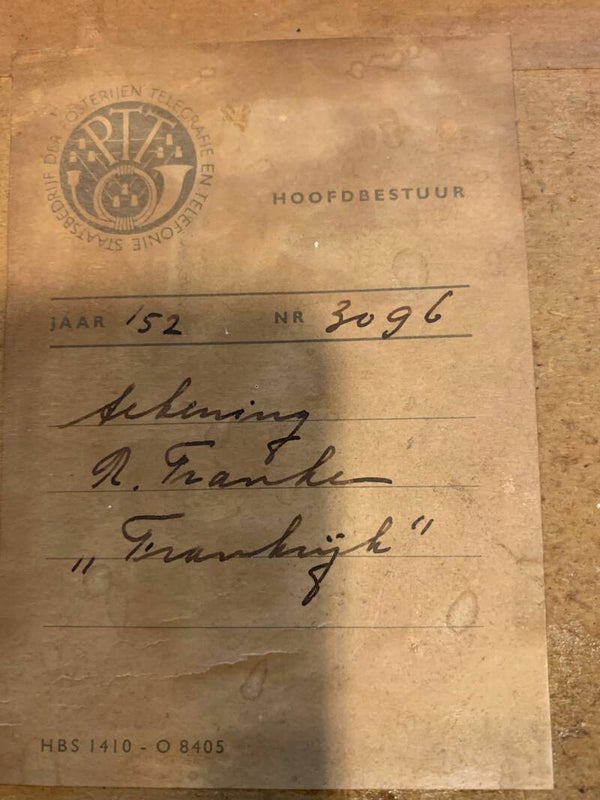 STAATSBEDRIJF DER POSTERIJEN TELEGRAFIE EN TELEFONIE
PTT
HOOFDBESTUUR
JAAR '52 NR 3096
tekening
R. Franke
„Frankrijk"
HBS 1410 - O 8405